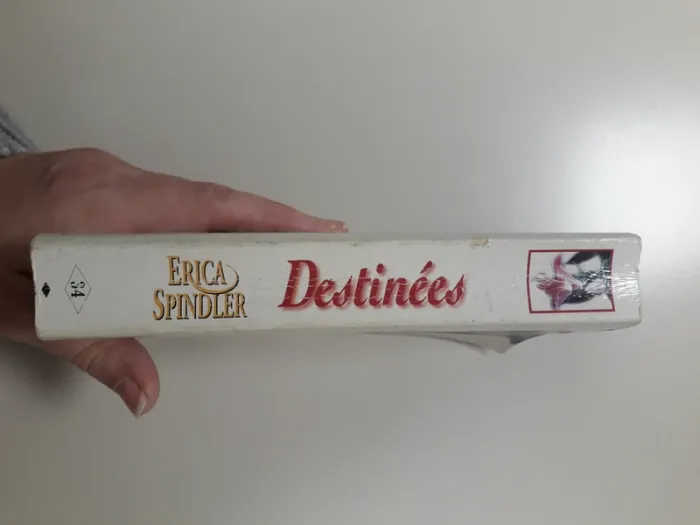 34
ERICA
SPINDLER
Destinées